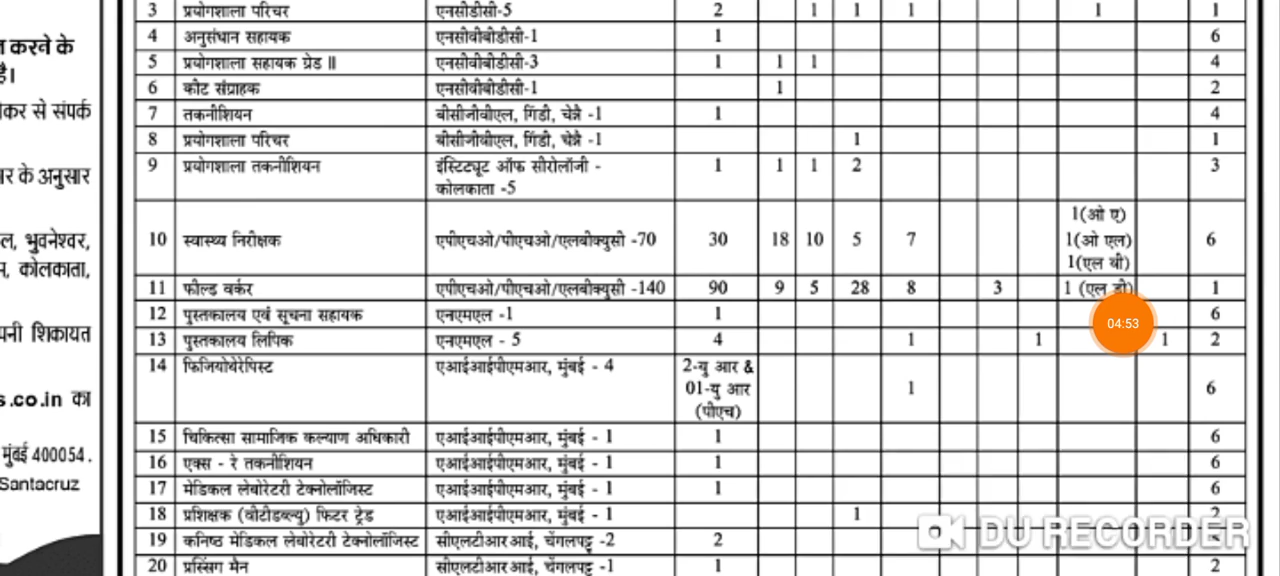 त करने के
है।
कर से संपर्क
र के अनुसार
ल, भुवनेश्वर,
कोलकाता,
पनी शिकायत
s.co.in का
मुंबई 400054.
Santacruz
3 प्रयोगशाला परिचर एनसीडीसी-5 2 1 1 1 1 1
4 अनुसंधान सहायक एनसीवीबीडीसी-1 1 6
5 प्रयोगशाला सहायक ग्रेड II एनसीवीबीडीसी-3 1 1 1 4
6 कीट संग्राहक एनसीवीबीडीसी-1 1 2
7 तकनीशियन बीसीजीवीएल, गिंडी, चेन्नै -1 1 4
8 प्रयोगशाला परिचर बीसीजीवीएल, गिंडी, चेन्नै -1 1 1
9 प्रयोगशाला तकनीशियन इंस्टिट्यूट ऑफ सीरोलॉजी - 1 1 1 2 3
कोलकाता -5
1(ओ ए)
10 स्वास्थ्य निरीक्षक एपीएचओ/पीएचओ/एलबीक्यूसी -70 30 18 10 5 7 1(ओ एल) 6
1(एल वी)
11 फील्ड वर्कर एपीएचओ/पीएचओ/एलबीक्यूसी -140 90 9 5 28 8 3 1 (एल डी) 1
12 पुस्तकालय एवं सूचना सहायक एनएमएल -1 1 6
04:53
13 पुस्तकालय लिपिक एनएमएल - 5 4 1 1 1 2
14 फिजियोथेरेपिस्ट एआईआईपीएमआर, मुंबई - 4 2-यु आर &
01-यु आर 1 6
(पीएच)
15 चिकित्सा सामाजिक कल्याण अधिकारी एआईआईपीएमआर, मुंबई - 1 1 6
16 एक्स - रे तकनीशियन एआईआईपीएमआर, मुंबई - 1 1 6
17 मेडिकल लेबोरेटरी टेक्नोलॉजिस्ट एआईआईपीएमआर, मुंबई - 1 1 6
18 प्रशिक्षक (वीटीडब्ल्यु) फिटर ट्रेड एआईआईपीएमआर, मुंबई - 1 1 2
DU RECORDER
19 कनिष्ठ मेडिकल लेबोरेटरी टेक्नोलॉजिस्ट सीएलटीआरआई, चेंगलपट्टु -2 2
20 प्रस्सिंग मैन सीएलटीआरआई, चेंगलपट्टु -1 1 2